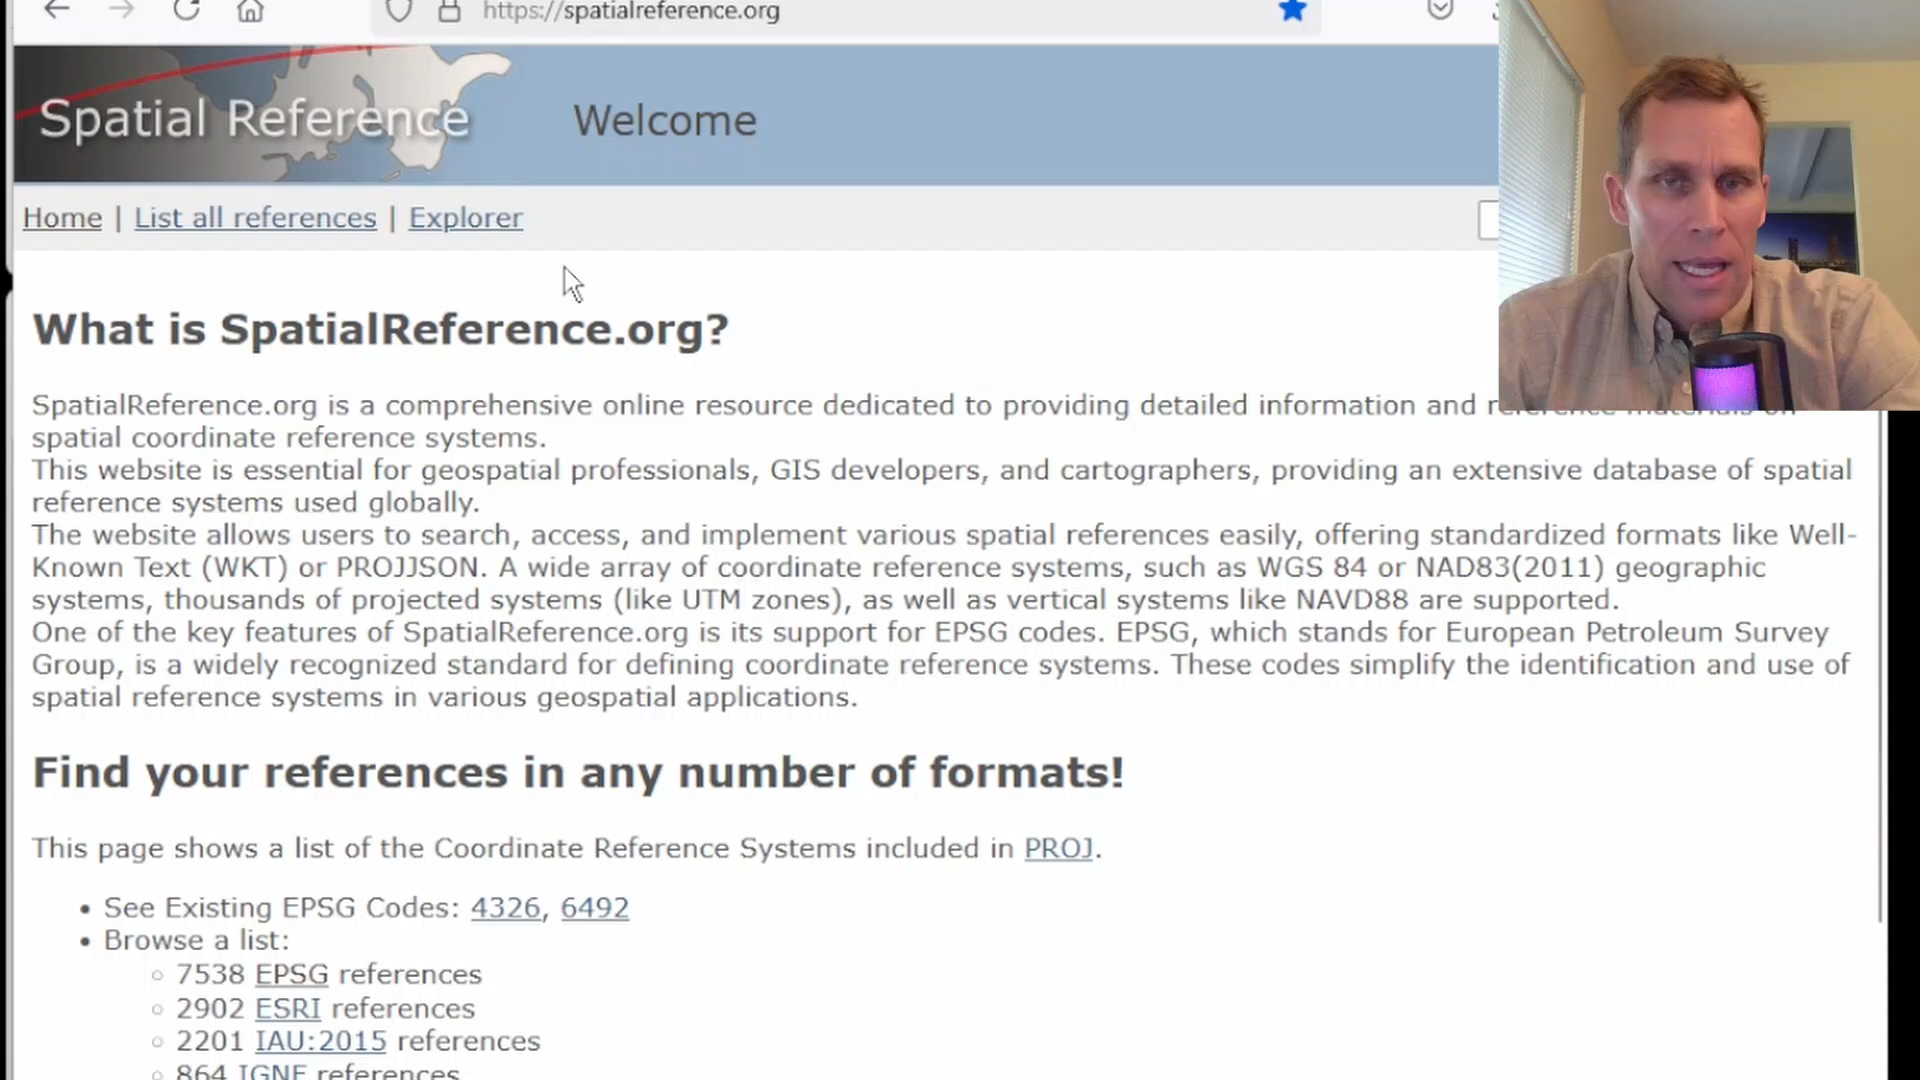 https://spatialreference.org
Spatial Reference
Welcome
Home | List all references | Explorer
What is SpatialReference.org?
SpatialReference.org is a comprehensive online resource dedicated to providing detailed information and reference materials on
spatial coordinate reference systems.
This website is essential for geospatial professionals, GIS developers, and cartographers, providing an extensive database of spatial
reference systems used globally.
The website allows users to search, access, and implement various spatial references easily, offering standardized formats like Well-
Known Text (WKT) or PROJJSON. A wide array of coordinate reference systems, such as WGS 84 or NAD83(2011) geographic
systems, thousands of projected systems (like UTM zones), as well as vertical systems like NAVD88 are supported.
One of the key features of SpatialReference.org is its support for EPSG codes. EPSG, which stands for European Petroleum Survey
Group, is a widely recognized standard for defining coordinate reference systems. These codes simplify the identification and use of
spatial reference systems in various geospatial applications.
Find your references in any number of formats!
This page shows a list of the Coordinate Reference Systems included in PROJ.
• See Existing EPSG Codes: 4326, 6492
• Browse a list:
○ 7538 EPSG references
○ 2902 ESRI references
○ 2201 IAU:2015 references
○ 864 IGNF references